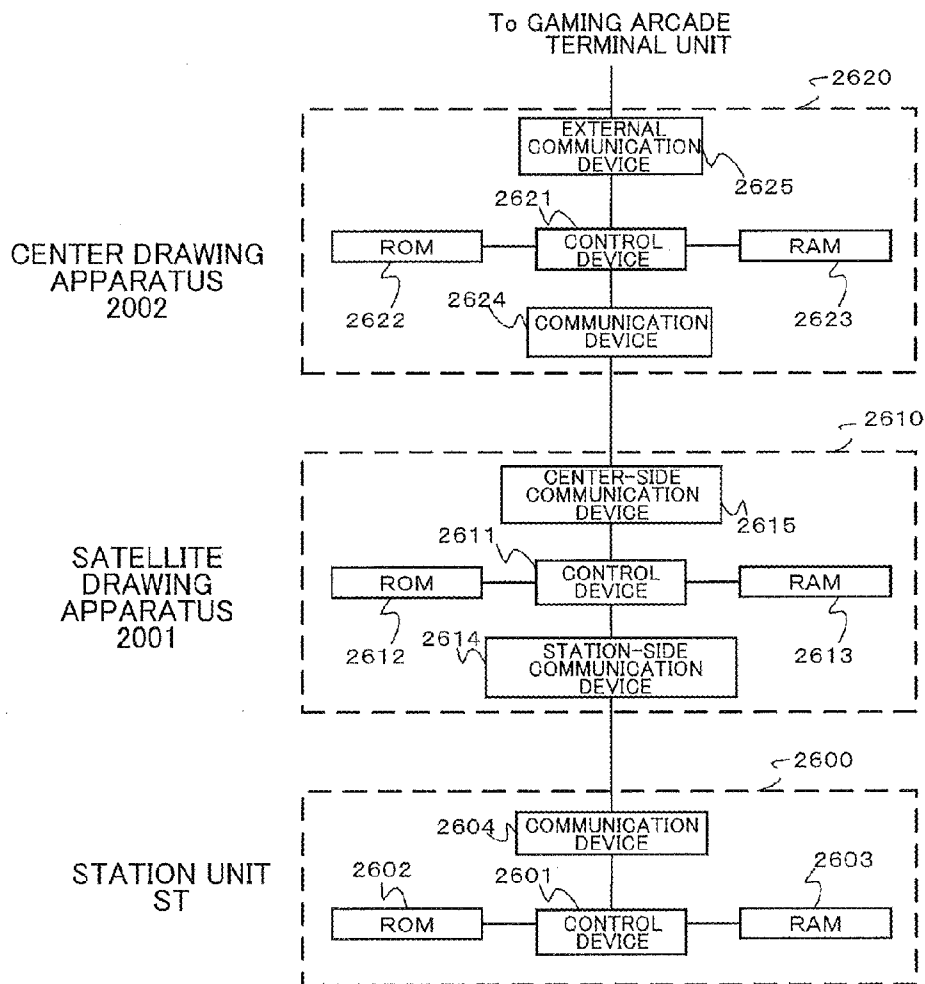 To GAMING ARCADE
TERMINAL UNIT
2620
EXTERNAL
COMMUNICATION
DEVICE
2625
2621
CENTER DRAWING
APPARATUS
2002
ROM
CONTROL
DEVICE
RAM
2622
2624
2623
COMMUNICATION
DEVICE
2610
CENTER-SIDE
COMMUNICATION
DEVICE
2615
2611
SATELLITE
DRAWING
APPARATUS
2001
ROM
CONTROL
DEVICE
RAM
2612
2614
2613
STATION-SIDE
COMMUNICATION
DEVICE
2600
2604
COMMUNICATION
DEVICE
STATION UNIT
ST
2602
2601
2603
ROM
CONTROL
DEVICE
RAM